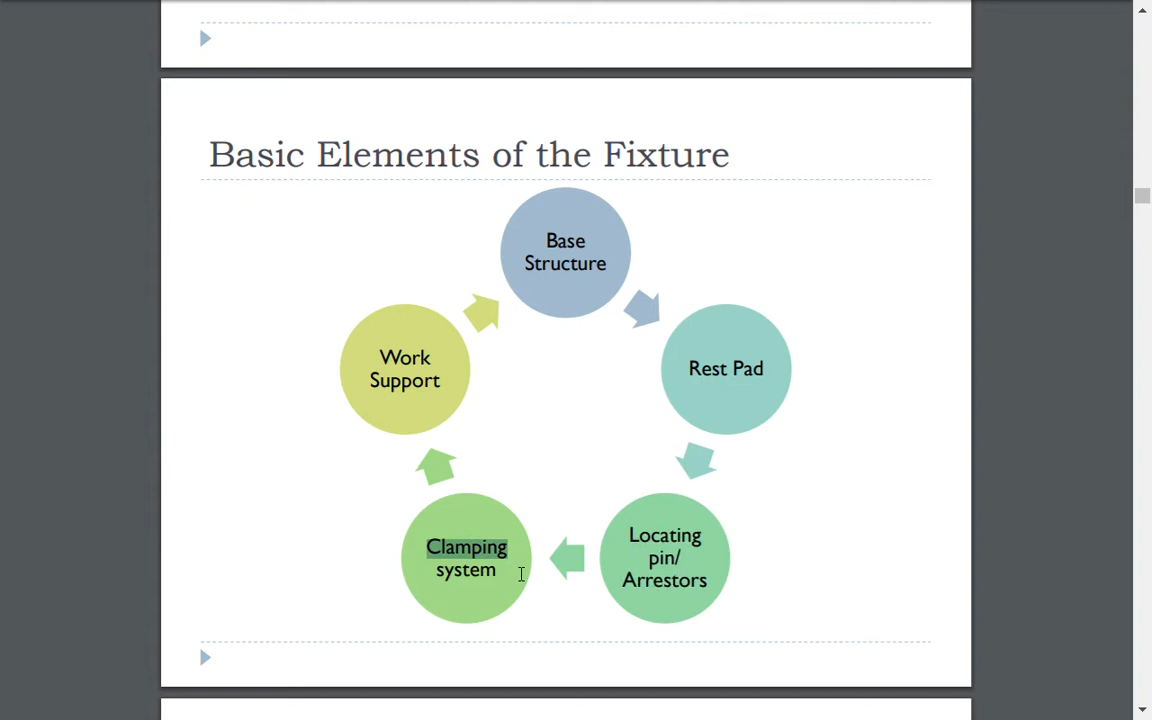 Basic Elements of the Fixture
Base
Structure
Rest Pad
Locating
pin/
Arrestors
Clamping
system
Work
Support